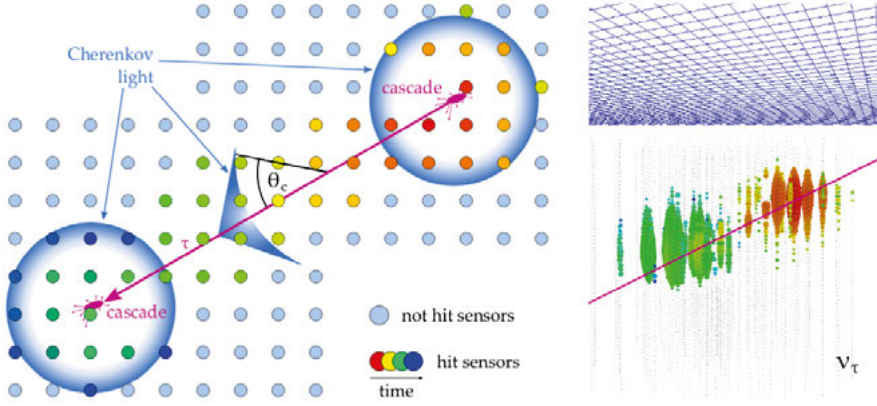 Cherenkov
light
cascade
θc
τ
cascade
not hit sensors
hit sensors
time
ντ